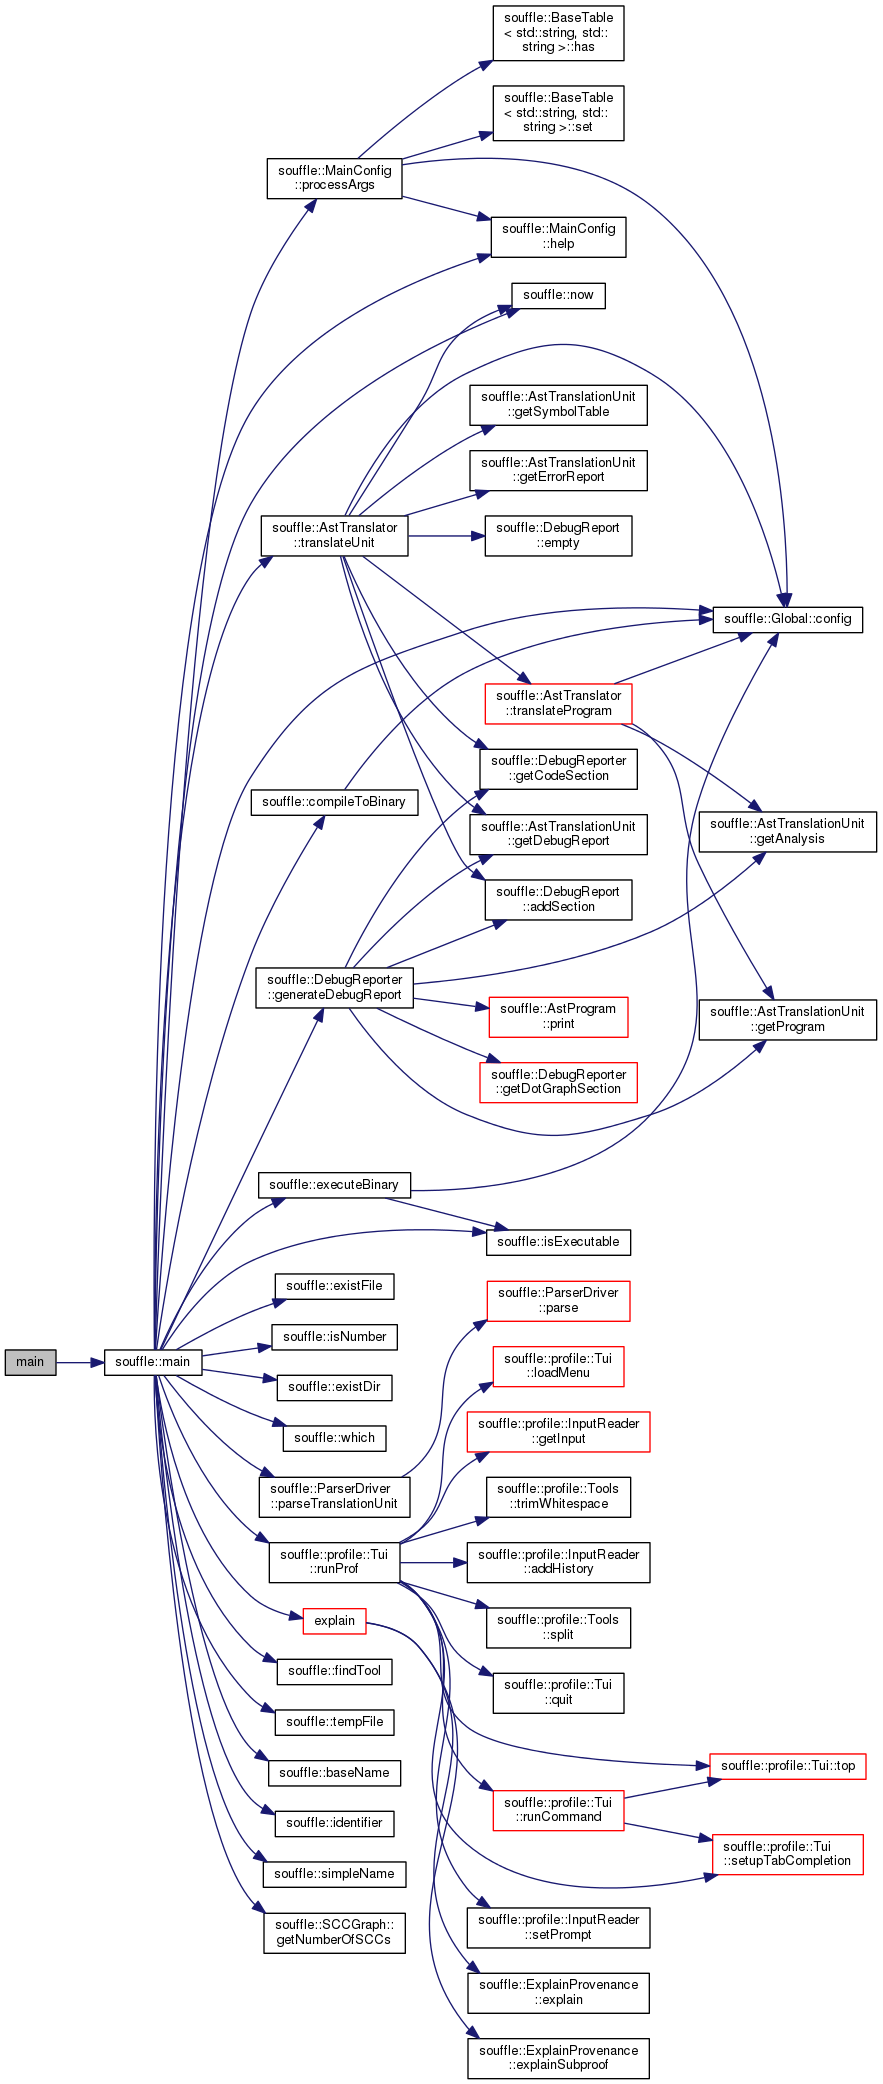 souffle::BaseTable
< std::string, std::
string >::has
souffle::BaseTable
< std::string, std::
string >::set
souffle::MainConfig
::processArgs
souffle::MainConfig
::help
souffle::now
souffle::AstTranslationUnit
::getSymbolTable
souffle::AstTranslationUnit
::getErrorReport
souffle::AstTranslator
::translateUnit
souffle::DebugReport
::empty
souffle::Global::config
souffle::AstTranslator
::translateProgram
souffle::DebugReporter
::getCodeSection
souffle::compileToBinary
souffle::AstTranslationUnit
::getDebugReport
souffle::AstTranslationUnit
::getAnalysis
souffle::DebugReport
::addSection
souffle::DebugReporter
::generateDebugReport
souffle::AstProgram
::print
souffle::AstTranslationUnit
::getProgram
souffle::DebugReporter
::getDotGraphSection
souffle::executeBinary
souffle::isExecutable
souffle::existFile
souffle::ParserDriver
::parse
souffle::isNumber
main
souffle::main
souffle::profile::Tui
::loadMenu
souffle::existDir
souffle::which
souffle::profile::InputReader
::getInput
souffle::ParserDriver
::parseTranslationUnit
souffle::profile::Tools
::trimWhitespace
souffle::profile::Tui
::runProf
souffle::profile::InputReader
::addHistory
explain
souffle::profile::Tools
::split
souffle::findTool
souffle::profile::Tui
::quit
souffle::tempFile
souffle::baseName
souffle::profile::Tui::top
souffle::profile::Tui
::runCommand
souffle::identifier
souffle::profile::Tui
::setupTabCompletion
souffle::simpleName
souffle::SCCGraph::
getNumberOfSCCs
souffle::profile::InputReader
::setPrompt
souffle::ExplainProvenance
::explain
souffle::ExplainProvenance
::explainSubproof